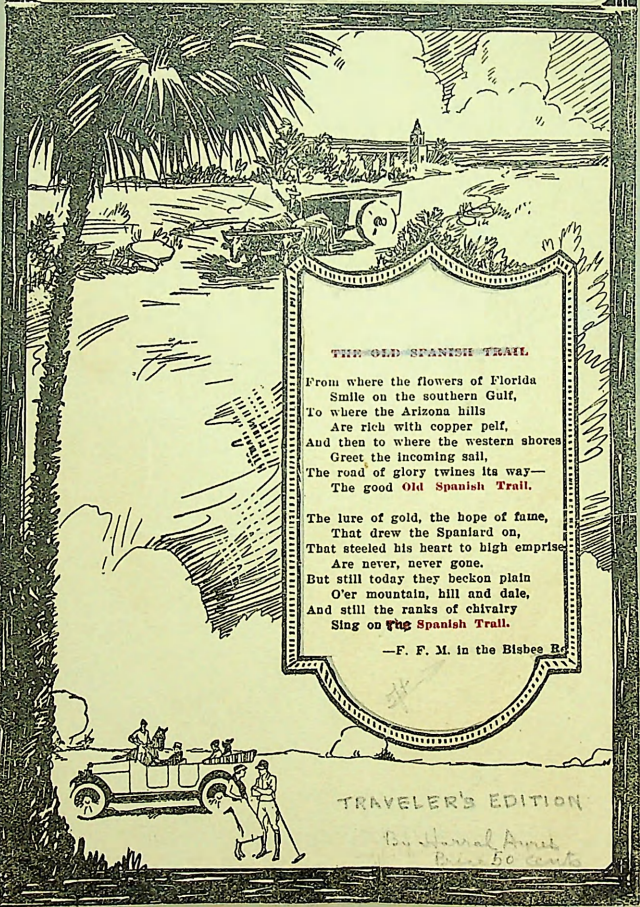 THE OLD SPANISH TRAIL
From where the flowers of Florida
Smile on the southern Gulf,
To where the Arizona hills
Are rich with copper pelf,
And then to where the western shores
Greet the incoming sail,
The road of glory twines its way—
The good Old Spanish Trail.
The lure of gold, the hope of fame,
That drew the Spaniard on,
That steeled his heart to high emprise
Are never, never gone.
But still today they beckon plain
O'er mountain, hill and dale,
And still the ranks of chivalry
Sing on The Spanish Trail.
—F. F. M. in the Bisbee Re
TRAVELER'S EDITION
By Harral Ayres
Price 50 cents